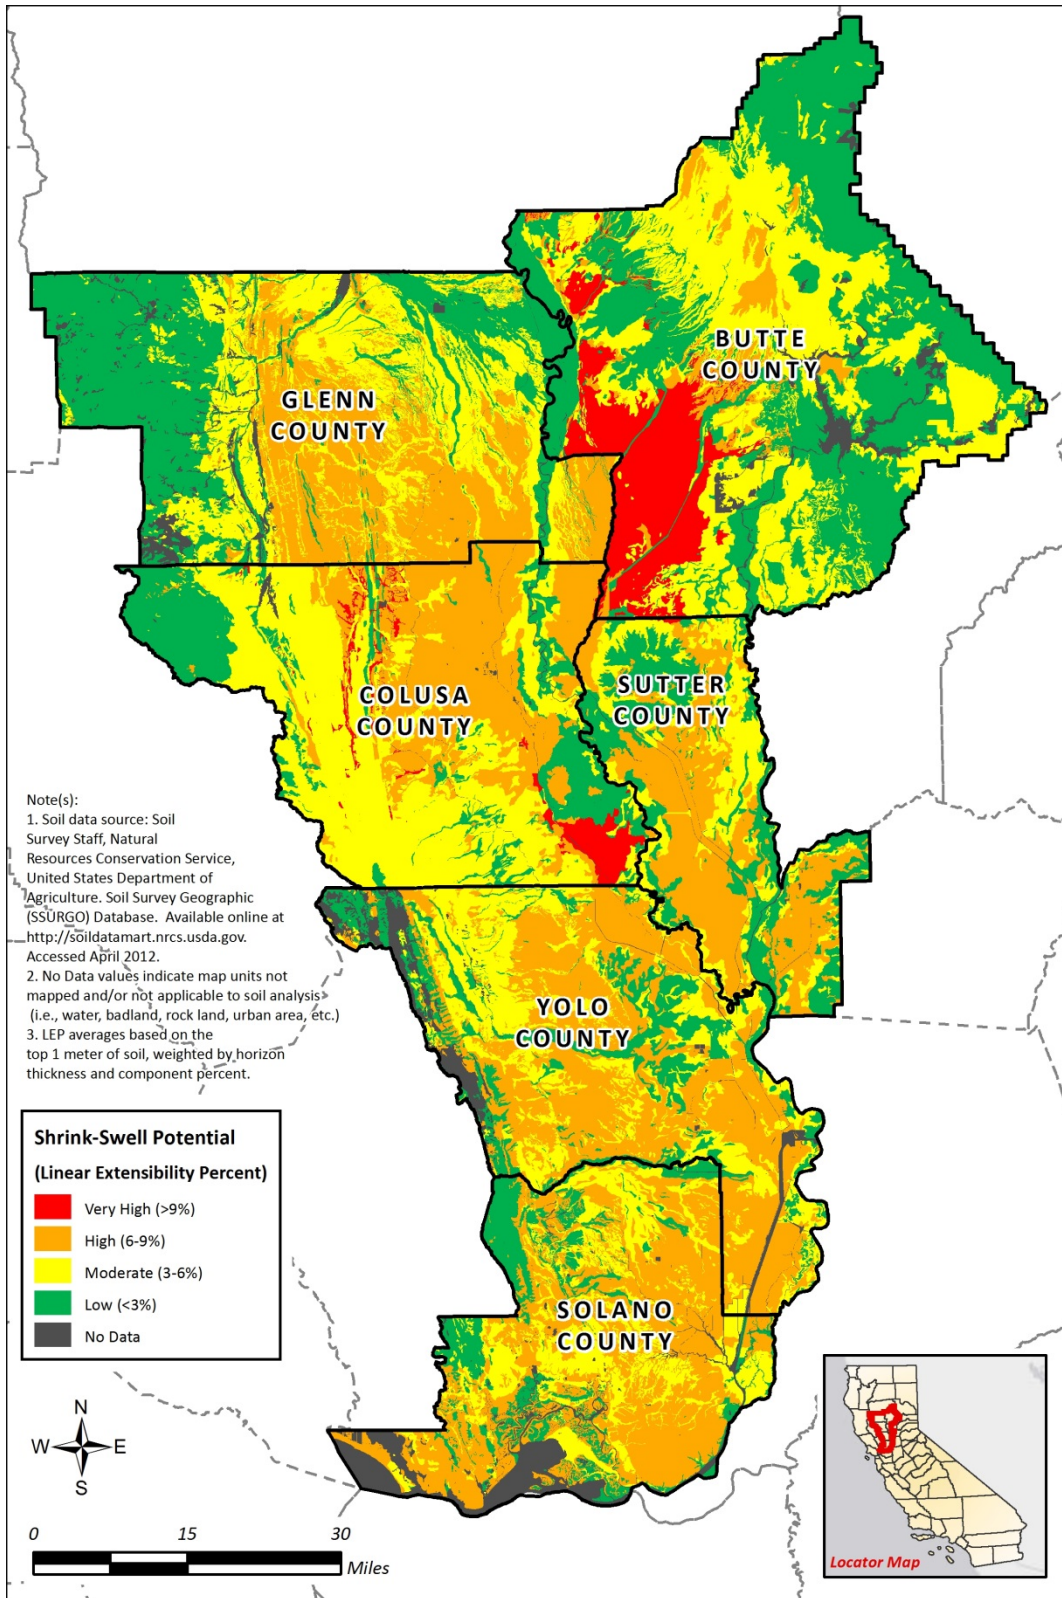 BUTTE
COUNTY
GLENN
COUNTY
SUTTER
COUNTY
COLUSA
COUNTY
Note(s):
1. Soil data source: Soil
Survey Staff, Natural
Resources Conservation Service,
United States Department of
Agriculture. Soil Survey Geographic
(SSURGO) Database.  Available online at
http://soildatamart.nrcs.usda.gov.
Accessed April 2012.
2. No Data values indicate map units not
mapped and/or not applicable to soil analysis
(i.e., water, badland, rock land, urban area, etc.)
3. LEP averages based on the
top 1 meter of soil, weighted by horizon
thickness and component percent.
YOLO
COUNTY
Shrink-Swell Potential
(Linear Extensibility Percent)
Very High (>9%)
High (6-9%)
Moderate (3-6%)
Low (<3%)
No Data
SOLANO
COUNTY
N
W E
S
0 15 30
Miles
Locator Map